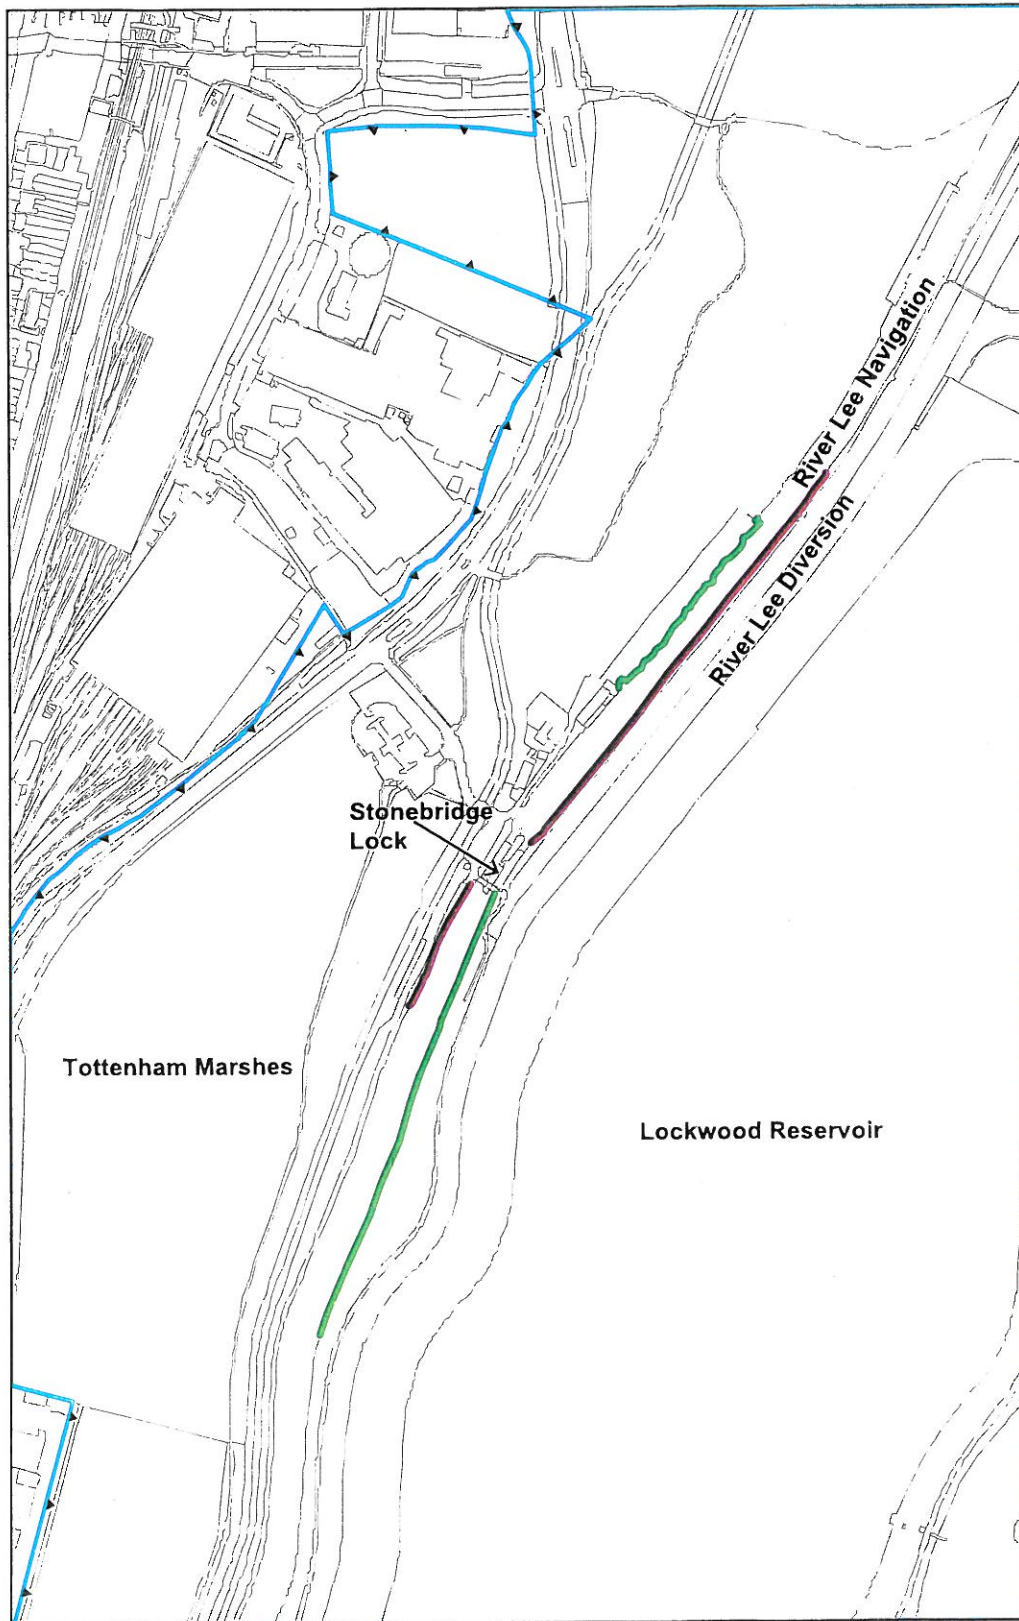 River Lee Navigation
River Lee Diversion
Stonebridge
Lock
Tottenham Marshes
Lockwood Reservoir